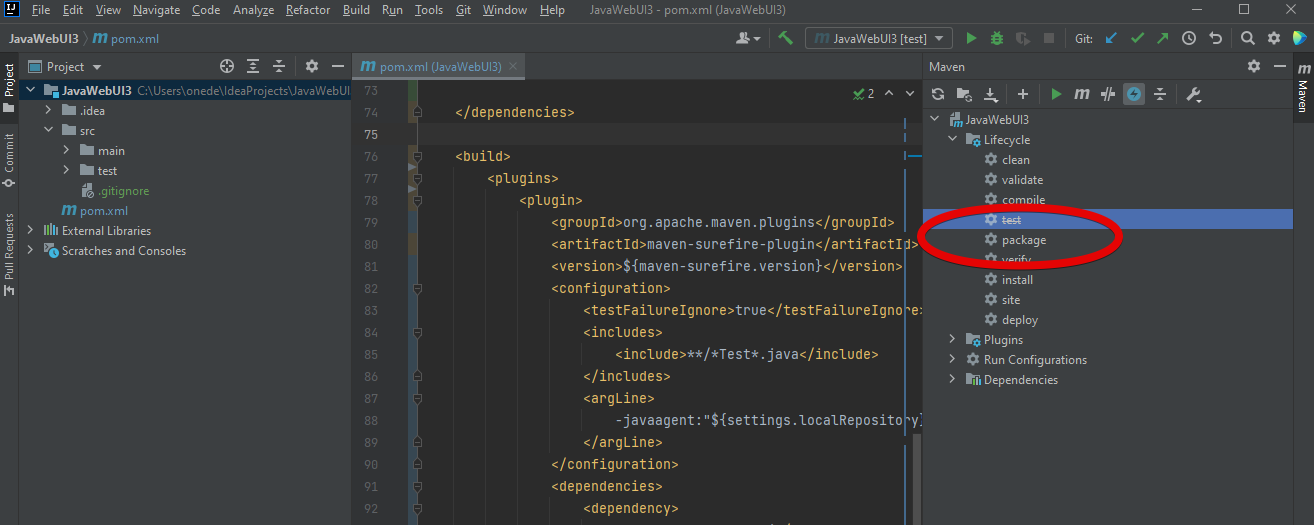 File Edit View Navigate Code Analyze Refactor Build Run Tools Git Window Help JavaWebUI3 - pom.xml (JavaWebUI3)
JavaWebUI3 pom.xml
JavaWebUI3 [test]
Git:
Project
Commit
Pull Requests
Project
JavaWebUI3 C:\Users\onede\IdeaProjects\JavaWebUI
.idea
src
main
test
.gitignore
pom.xml
External Libraries
Scratches and Consoles
pom.xml (JavaWebUI3)
2
73
74 </dependencies>
75
76 <build>
77 <plugins>
78 <plugin>
79 <groupId>org.apache.maven.plugins</groupId>
80 <artifactId>maven-surefire-plugin</artifactId>
81 <version>${maven-surefire.version}</version>
82 <configuration>
83 <testFailureIgnore>true</testFailureIgnore>
84 <includes>
85 <include>**/*Test*.java</include>
86 </includes>
87 <argLine>
88 -javaagent:"${settings.localRepository}
89 </argLine>
90 </configuration>
91 <dependencies>
92 <dependency>
Maven
JavaWebUI3
Lifecycle
clean
validate
compile
test
package
verify
install
site
deploy
Plugins
Run Configurations
Dependencies
Maven